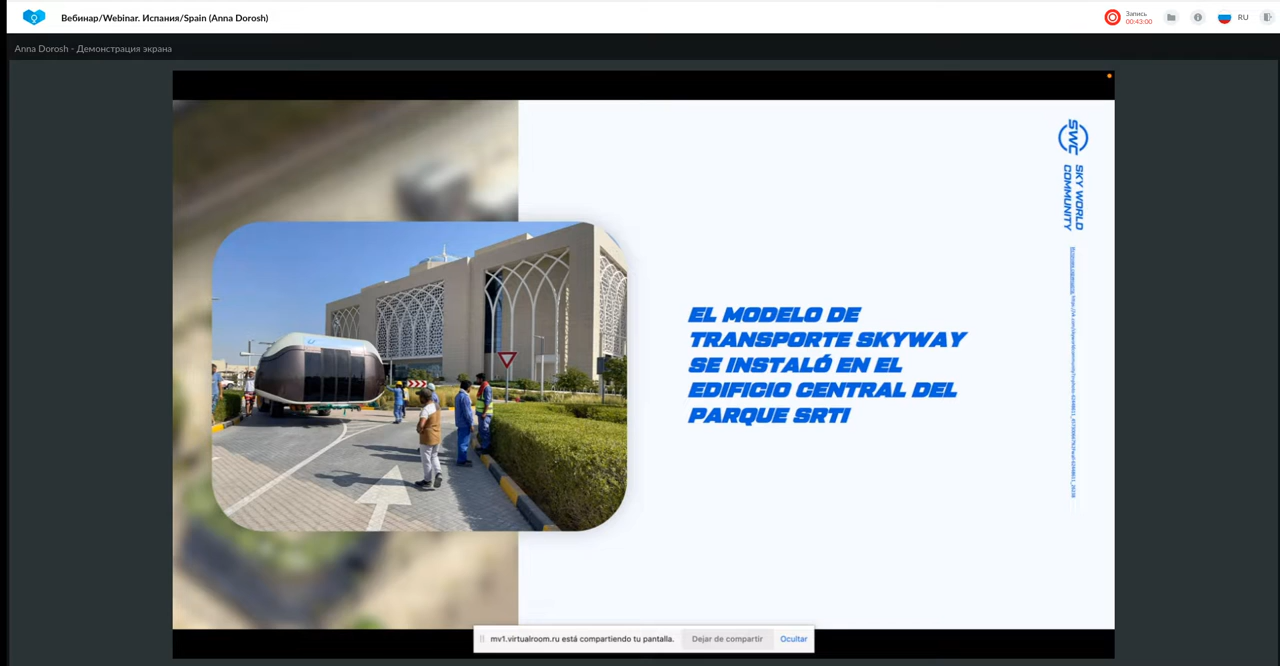 Вебинар/Webinar. Испания/Spain (Anna Dorosh)
Запись
00:43:00
RU
Anna Dorosh - Демонстрация экрана
SWC
SKY WORLD
COMMUNITY
EL MODELO DE
TRANSPORTE SKYWAY
SE INSTALÓ EN EL
EDIFICIO CENTRAL DEL
PARQUE SRTI
mv1.virtualroom.ru está compartiendo tu pantalla.
Dejar de compartir
Ocultar